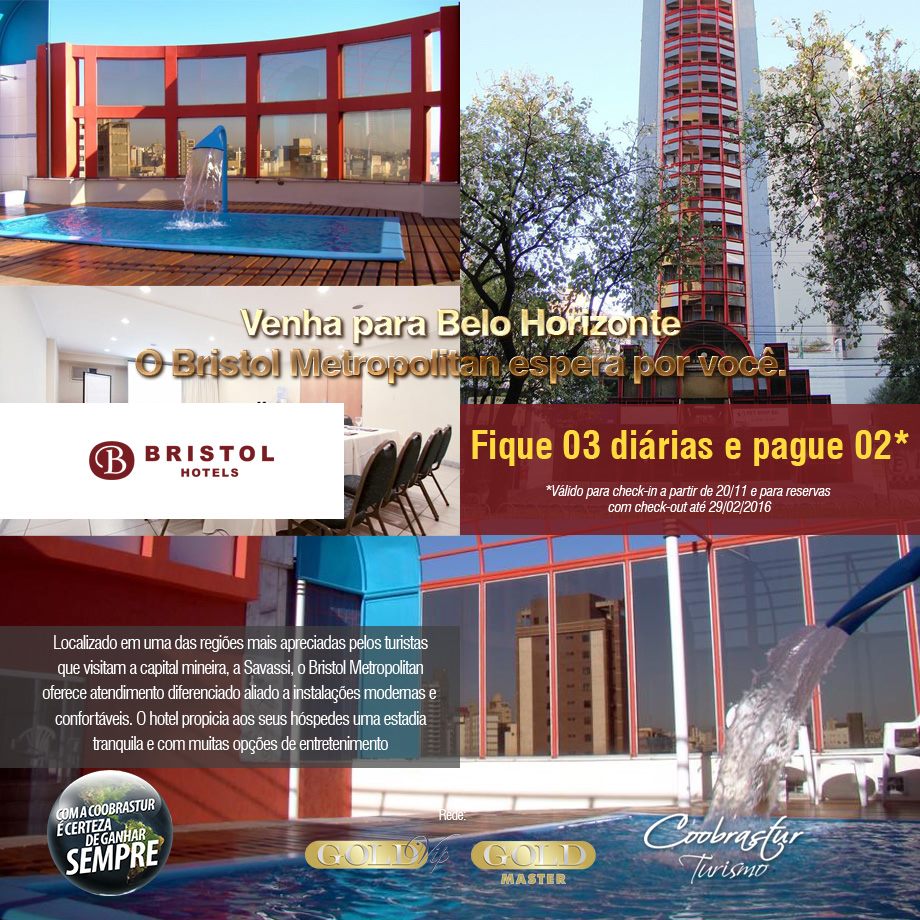 Venha para Belo Horizonte
O Bristol Metropolitan espera por você.
B BRISTOL
HOTELS
Fique 03 diárias e pague 02*
*Válido para check-in a partir de 20/11 e para reservas
com check-out até 29/02/2016
Localizado em uma das regiões mais apreciadas pelos turistas
que visitam a capital mineira, a Savassi, o Bristol Metropolitan
oferece atendimento diferenciado aliado a instalações modernas e
confortáveis. O hotel propicia aos seus hóspedes uma estadia
tranquila e com muitas opções de entretenimento
COM A COOBRASTUR
É CERTEZA
DE GANHAR
SEMPRE
Rede:
GOLD Vip
GOLD
MASTER
Coobrastur
Turismo